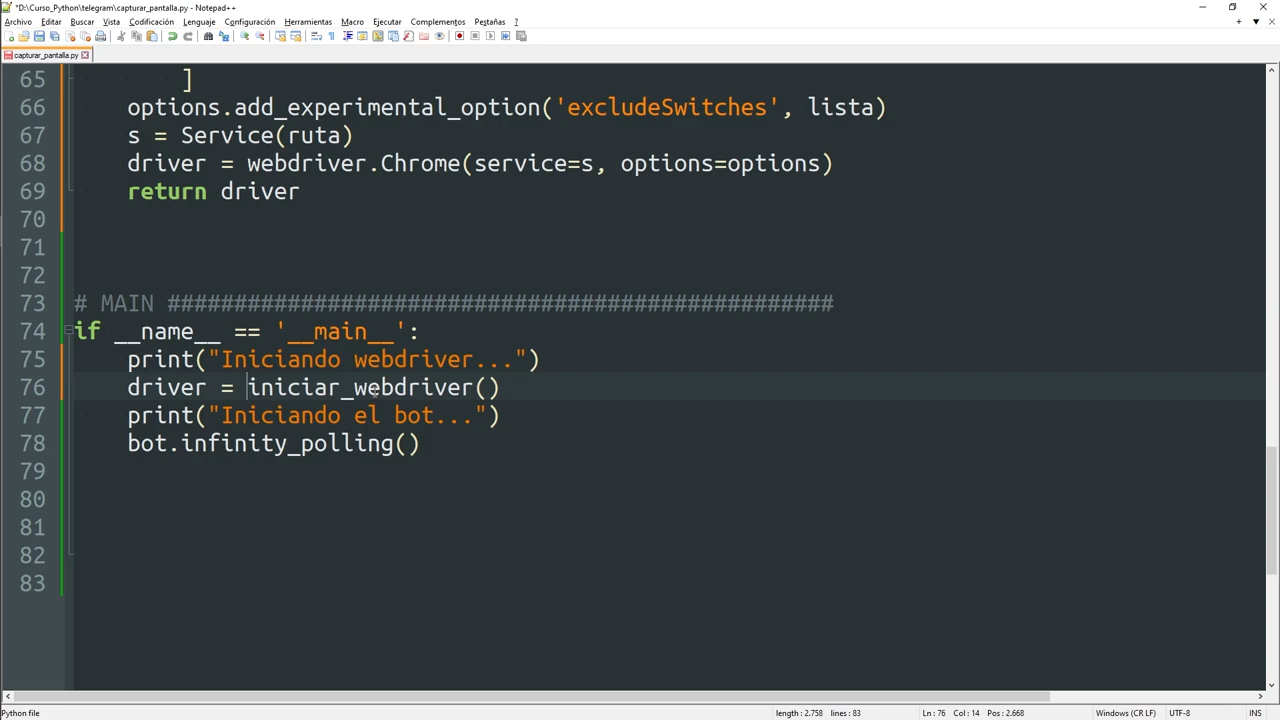 *D:\Curso_Python\telegram\capturar_pantalla.py - Notepad++
Archivo Editar Buscar Vista Codificación Lenguaje Configuración Herramientas Macro Ejecutar Complementos Pestañas ?
capturar_pantalla.py
65 ]
66 options.add_experimental_option('excludeSwitches', lista)
67 s = Service(ruta)
68 driver = webdriver.Chrome(service=s, options=options)
69 return driver
70
71
72
73 # MAIN ##################################################
74 if __name__ == '__main__':
75 print("Iniciando webdriver...")
76 driver = iniciar_webdriver()
77 print("Iniciando el bot...")
78 bot.infinity_polling()
79
80
81
82
83
Python file length : 2.758 lines : 83 Ln : 76 Col : 14 Pos : 2.668 Windows (CR LF) UTF-8 INS